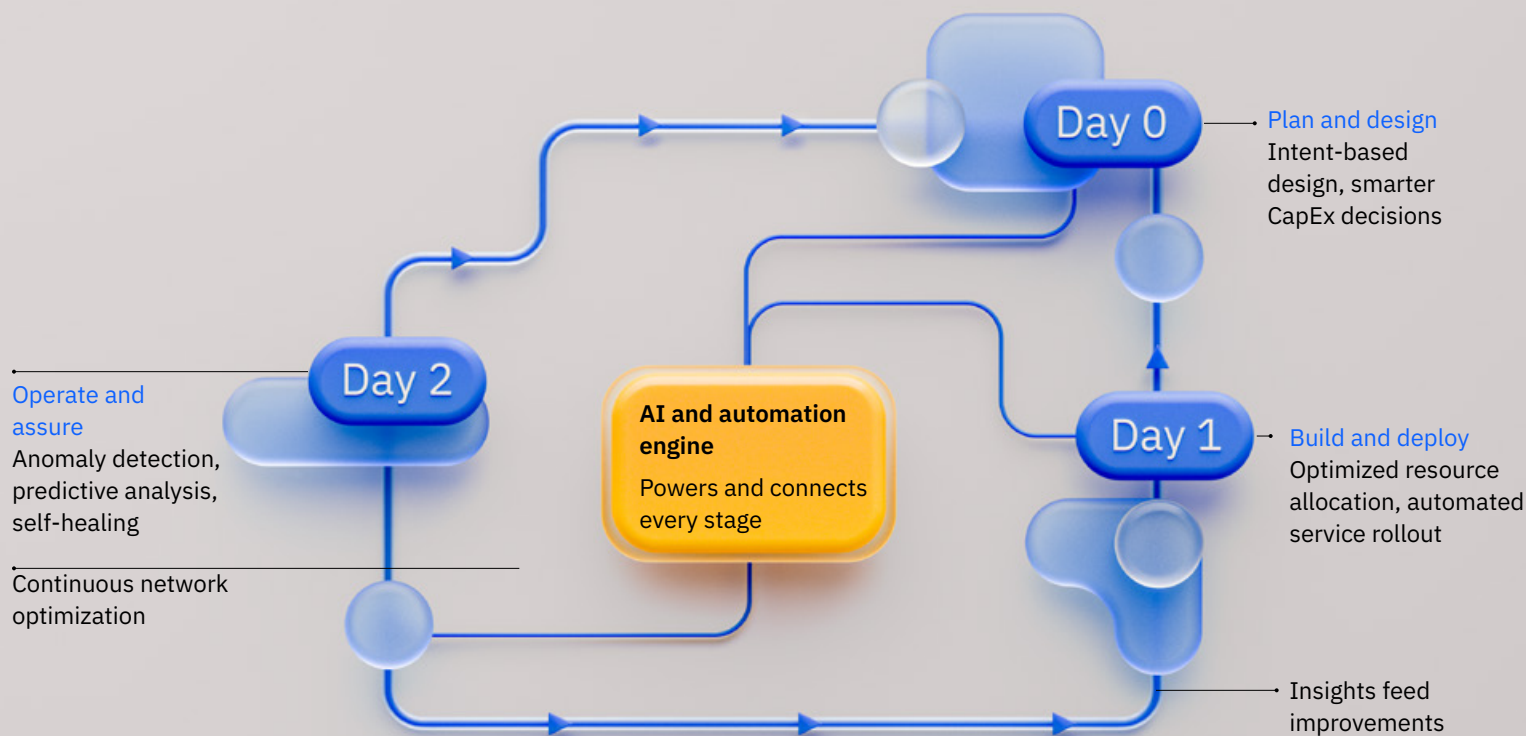 Day 0
Plan and design
Intent-based
design, smarter
CapEx decisions
Day 2
Operate and
assure
Anomaly detection,
predictive analysis,
self-healing
Continuous network
optimization
AI and automation
engine
Powers and connects
every stage
Day 1
Build and deploy
Optimized resource
allocation, automated
service rollout
Insights feed
improvements